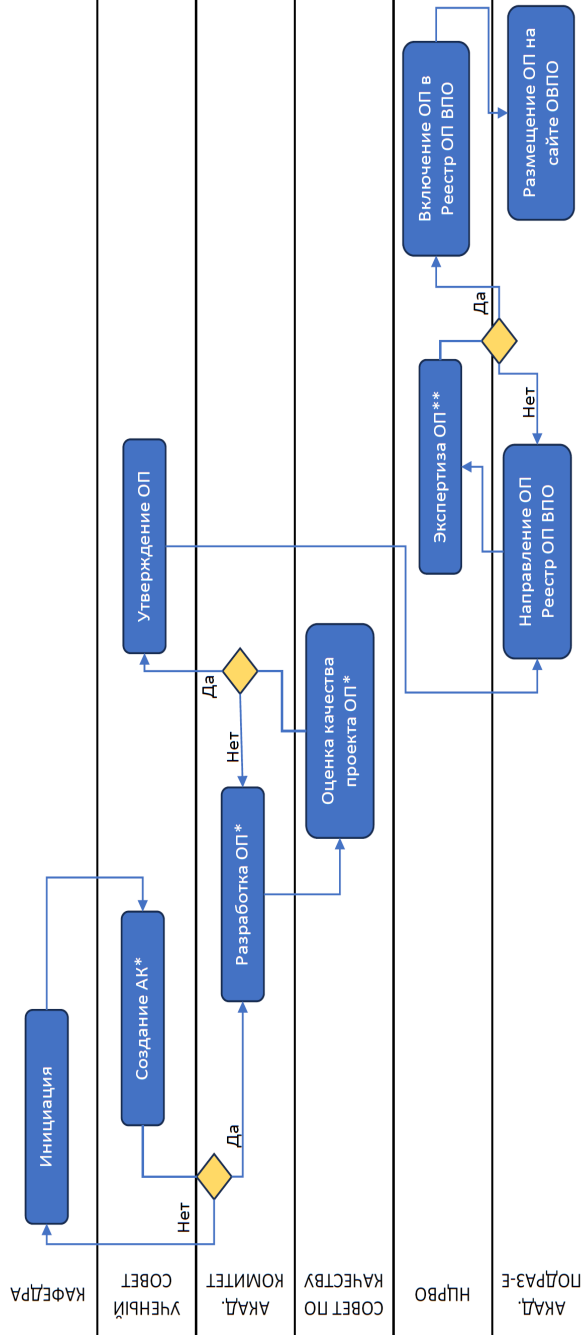 КАФЕДРА
Инициация
УЧЕНЫЙ
СОВЕТ
Создание АК*
Утверждение ОП
АКАД.
КОМИТЕТ
Нет
Да
Разработка ОП*
Нет
Да
СОВЕТ ПО
КАЧЕСТВУ
Оценка качества
проекта ОП*
НЦРВО
Экспертиза ОП**
Включение ОП в
Реестр ОП ВПО
АКАД.
ПОДРАЗ-Е
Направление ОП
Реестр ОП ВПО
Нет
Да
Размещение ОП на
сайте ОВПО